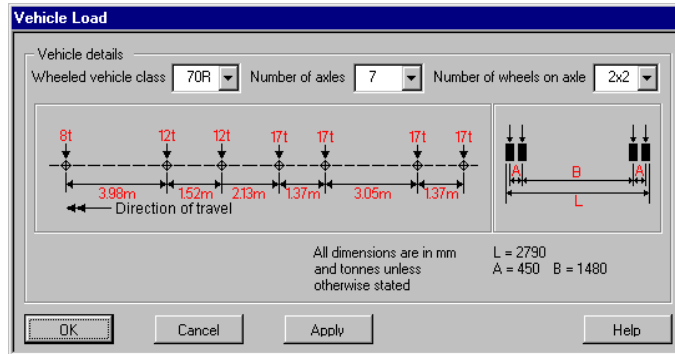 Vehicle Load
Vehicle details
Wheeled vehicle class 70R Number of axles 7 Number of wheels on axle 2x2
8t 12t 12t 17t 17t 17t 17t
3.98m 1.52m 2.13m 1.37m 3.05m 1.37m
Direction of travel
A B A
L
All dimensions are in mm
and tonnes unless
otherwise stated
L = 2790
A = 450 B = 1480
OK Cancel Apply Help